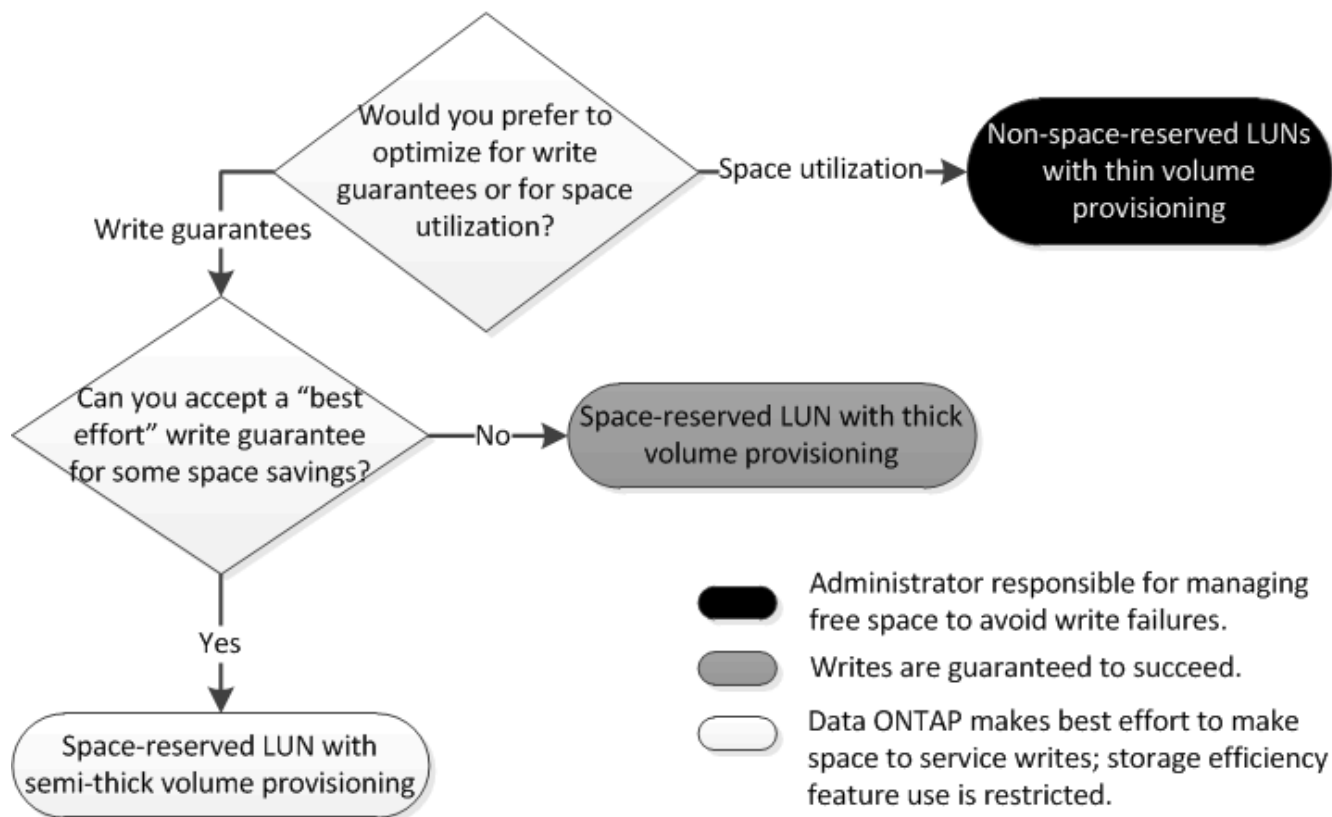 Would you prefer to
optimize for write
guarantees or for space
utilization?
Space utilization
Non-space-reserved LUNs
with thin volume
provisioning
Write guarantees
Can you accept a “best
effort” write guarantee
for some space savings?
No
Space-reserved LUN with thick
volume provisioning
Yes
Space-reserved LUN with
semi-thick volume provisioning
Administrator responsible for managing
free space to avoid write failures.
Writes are guaranteed to succeed.
Data ONTAP makes best effort to make
space to service writes; storage efficiency
feature use is restricted.